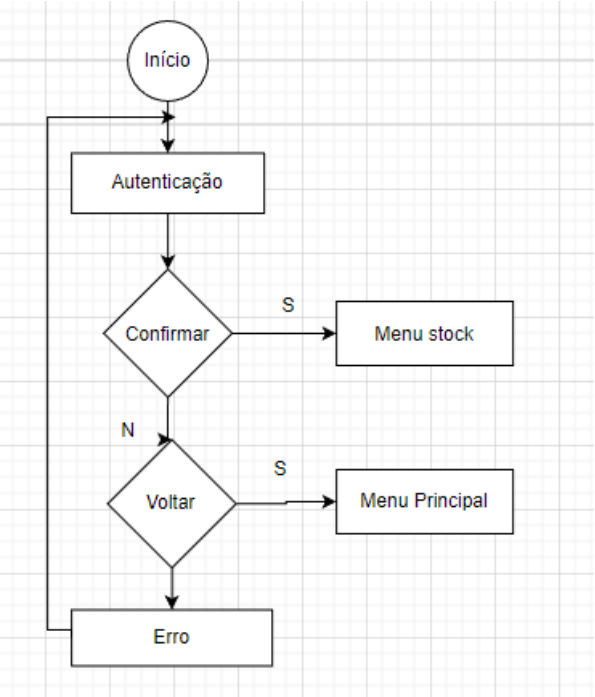 Início
Autenticação
Confirmar
S
Menu stock
N
Voltar
S
Menu Principal
Erro